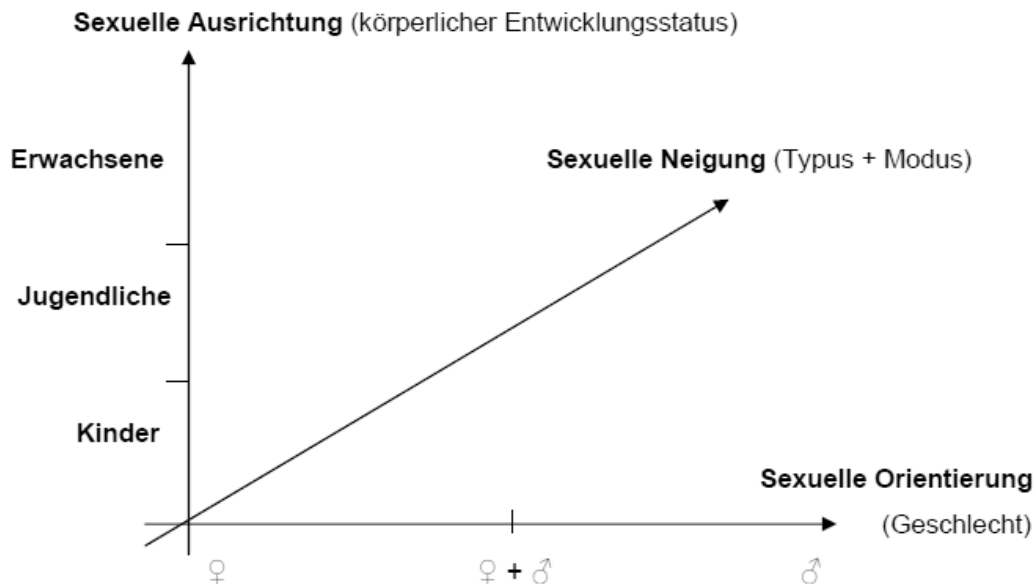 Sexuelle Ausrichtung (körperlicher Entwicklungsstatus)
Erwachsene
Sexuelle Neigung (Typus + Modus)
Jugendliche
Kinder
Sexuelle Orientierung
(Geschlecht)
♀ ♀ + ♂ ♂